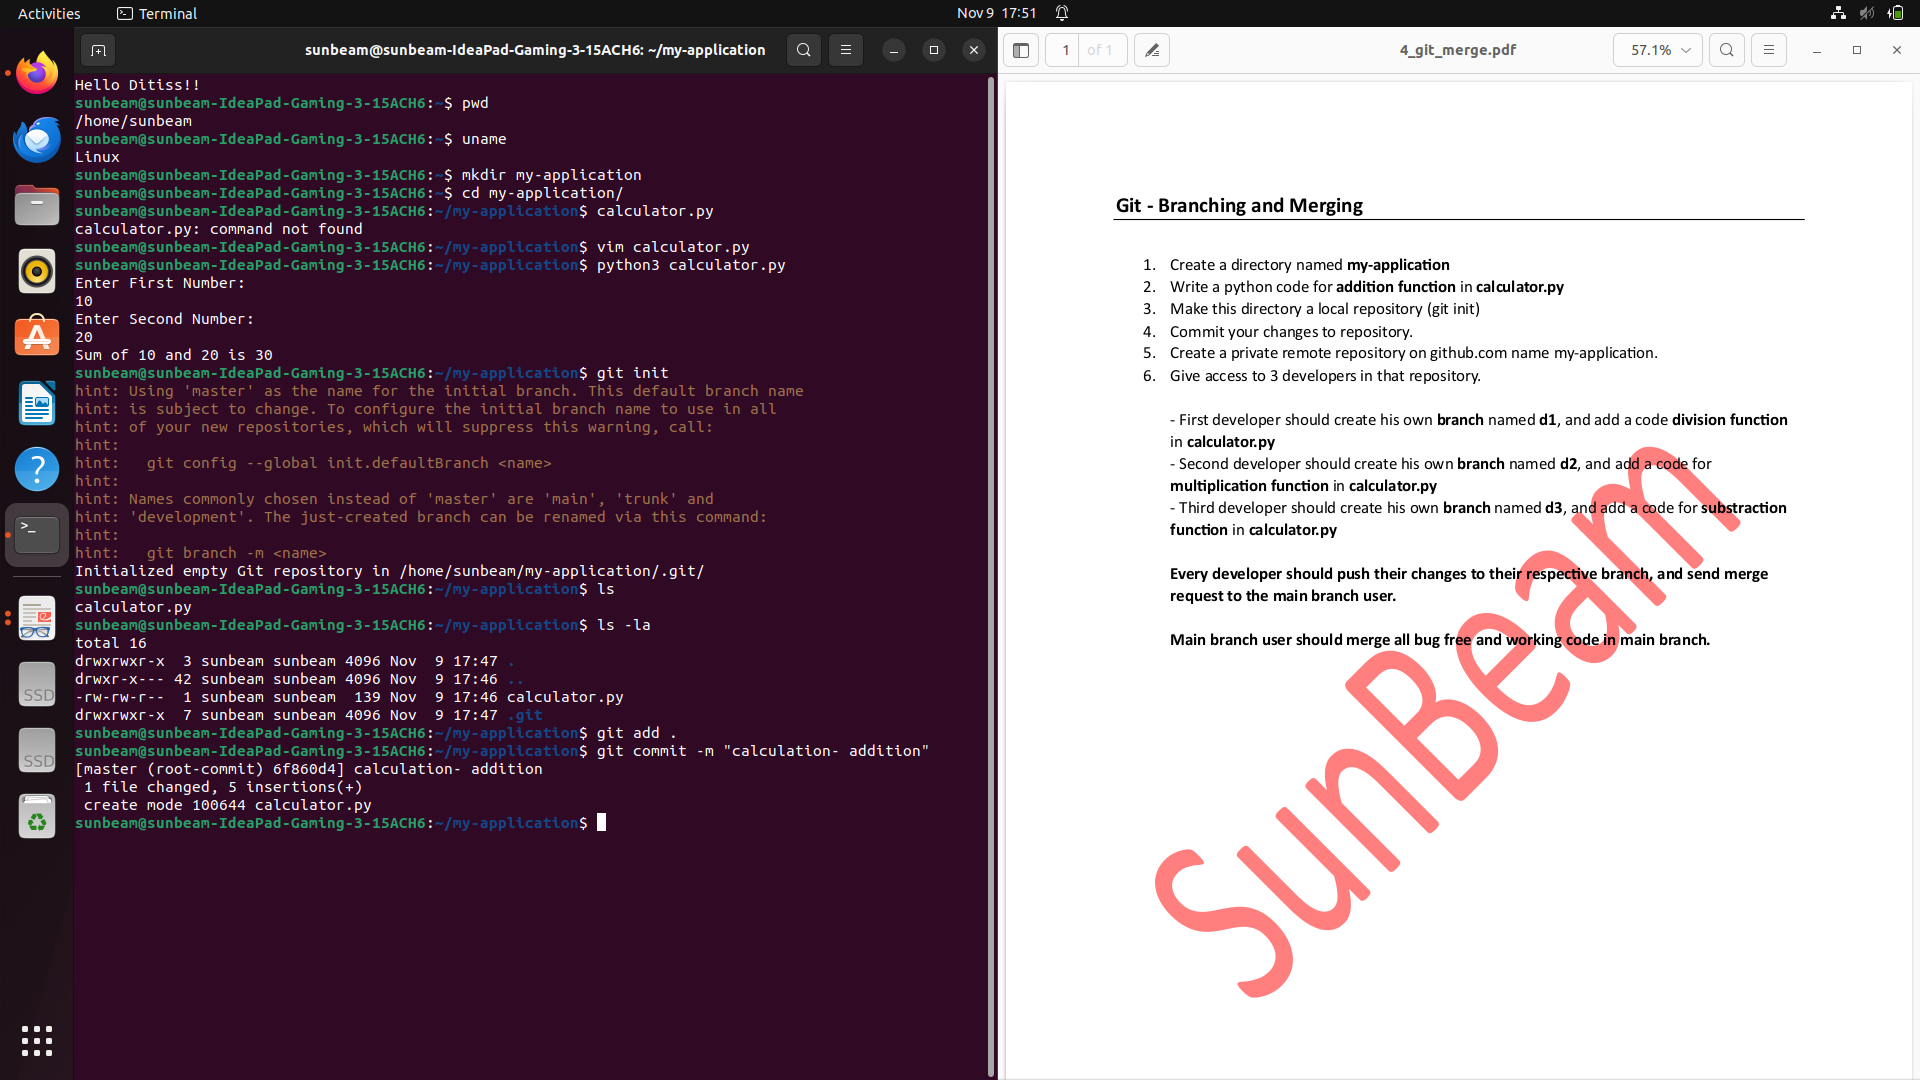 Activities
Terminal
Nov 9 17:51
sunbeam@sunbeam-IdeaPad-Gaming-3-15ACH6: ~/my-application
Hello Ditiss!!
sunbeam@sunbeam-IdeaPad-Gaming-3-15ACH6:~$ pwd
/home/sunbeam
sunbeam@sunbeam-IdeaPad-Gaming-3-15ACH6:~$ uname
Linux
sunbeam@sunbeam-IdeaPad-Gaming-3-15ACH6:~$ mkdir my-application
sunbeam@sunbeam-IdeaPad-Gaming-3-15ACH6:~$ cd my-application/
sunbeam@sunbeam-IdeaPad-Gaming-3-15ACH6:~/my-application$ calculator.py
calculator.py: command not found
sunbeam@sunbeam-IdeaPad-Gaming-3-15ACH6:~/my-application$ vim calculator.py
sunbeam@sunbeam-IdeaPad-Gaming-3-15ACH6:~/my-application$ python3 calculator.py
Enter First Number:
10
Enter Second Number:
20
Sum of 10 and 20 is 30
sunbeam@sunbeam-IdeaPad-Gaming-3-15ACH6:~/my-application$ git init
hint: Using 'master' as the name for the initial branch. This default branch name
hint: is subject to change. To configure the initial branch name to use in all
hint: of your new repositories, which will suppress this warning, call:
hint:
hint:   git config --global init.defaultBranch <name>
hint:
hint: Names commonly chosen instead of 'master' are 'main', 'trunk' and
hint: 'development'. The just-created branch can be renamed via this command:
hint:
hint:   git branch -m <name>
Initialized empty Git repository in /home/sunbeam/my-application/.git/
sunbeam@sunbeam-IdeaPad-Gaming-3-15ACH6:~/my-application$ ls
calculator.py
sunbeam@sunbeam-IdeaPad-Gaming-3-15ACH6:~/my-application$ ls -la
total 16
drwxrwxr-x  3 sunbeam sunbeam 4096 Nov  9 17:47 .
drwxr-x--- 42 sunbeam sunbeam 4096 Nov  9 17:46 ..
-rw-rw-r--  1 sunbeam sunbeam  139 Nov  9 17:46 calculator.py
drwxrwxr-x  7 sunbeam sunbeam 4096 Nov  9 17:47 .git
sunbeam@sunbeam-IdeaPad-Gaming-3-15ACH6:~/my-application$ git add .
sunbeam@sunbeam-IdeaPad-Gaming-3-15ACH6:~/my-application$ git commit -m "calculation- addition"
[master (root-commit) 6f860d4] calculation- addition
 1 file changed, 5 insertions(+)
 create mode 100644 calculator.py
sunbeam@sunbeam-IdeaPad-Gaming-3-15ACH6:~/my-application$
SSD
SSD
1 of 1
4_git_merge.pdf
57.1%
Git - Branching and Merging
1. Create a directory named my-application
2. Write a python code for addition function in calculator.py
3. Make this directory a local repository (git init)
4. Commit your changes to repository.
5. Create a private remote repository on github.com name my-application.
6. Give access to 3 developers in that repository.
- First developer should create his own branch named d1, and add a code division function
in calculator.py
- Second developer should create his own branch named d2, and add a code for
multiplication function in calculator.py
- Third developer should create his own branch named d3, and add a code for substraction
function in calculator.py
Every developer should push their changes to their respective branch, and send merge
request to the main branch user.
Main branch user should merge all bug free and working code in main branch.
SunBeam